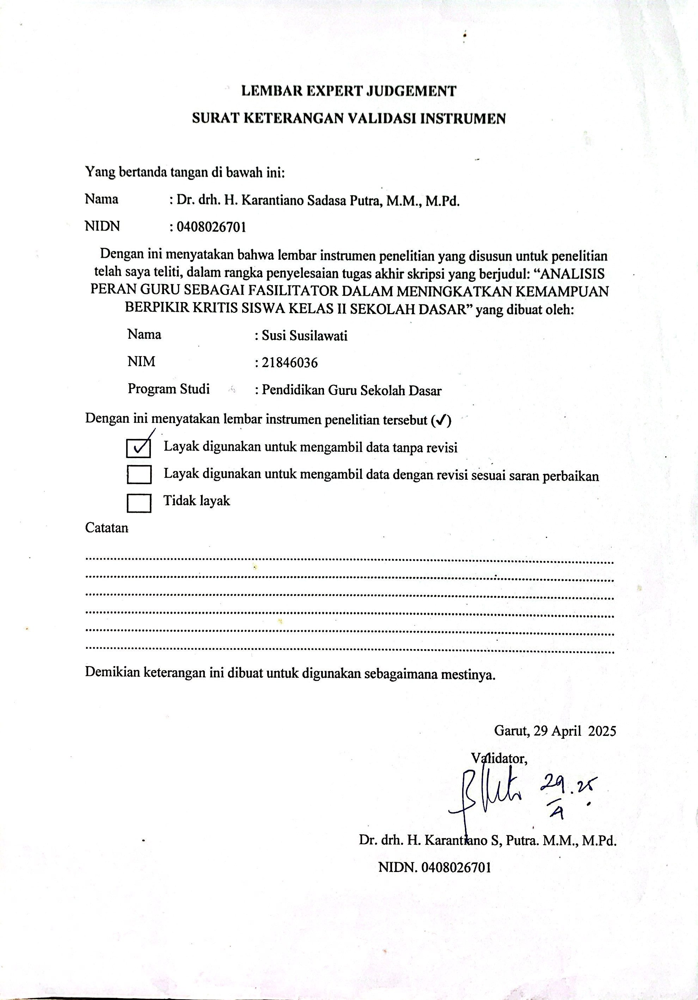 LEMBAR EXPERT JUDGEMENT
SURAT KETERANGAN VALIDASI INSTRUMEN
Yang bertanda tangan di bawah ini:
Nama : Dr. drh. H. Karantiano Sadasa Putra, M.M., M.Pd.
NIDN : 0408026701
Dengan ini menyatakan bahwa lembar instrumen penelitian yang disusun untuk penelitian
telah saya teliti, dalam rangka penyelesaian tugas akhir skripsi yang berjudul: “ANALISIS
PERAN GURU SEBAGAI FASILITATOR DALAM MENINGKATKAN KEMAMPUAN
BERPIKIR KRITIS SISWA KELAS II SEKOLAH DASAR” yang dibuat oleh:
Nama : Susi Susilawati
NIM : 21846036
Program Studi : Pendidikan Guru Sekolah Dasar
Dengan ini menyatakan lembar instrumen penelitian tersebut (✓)
✓ Layak digunakan untuk mengambil data tanpa revisi
Layak digunakan untuk mengambil data dengan revisi sesuai saran perbaikan
Tidak layak
Catatan
Demikian keterangan ini dibuat untuk digunakan sebagaimana mestinya.
Garut, 29 April 2025
Validator,
29/4.25
Dr. drh. H. Karantiano S, Putra. M.M., M.Pd.
NIDN. 0408026701